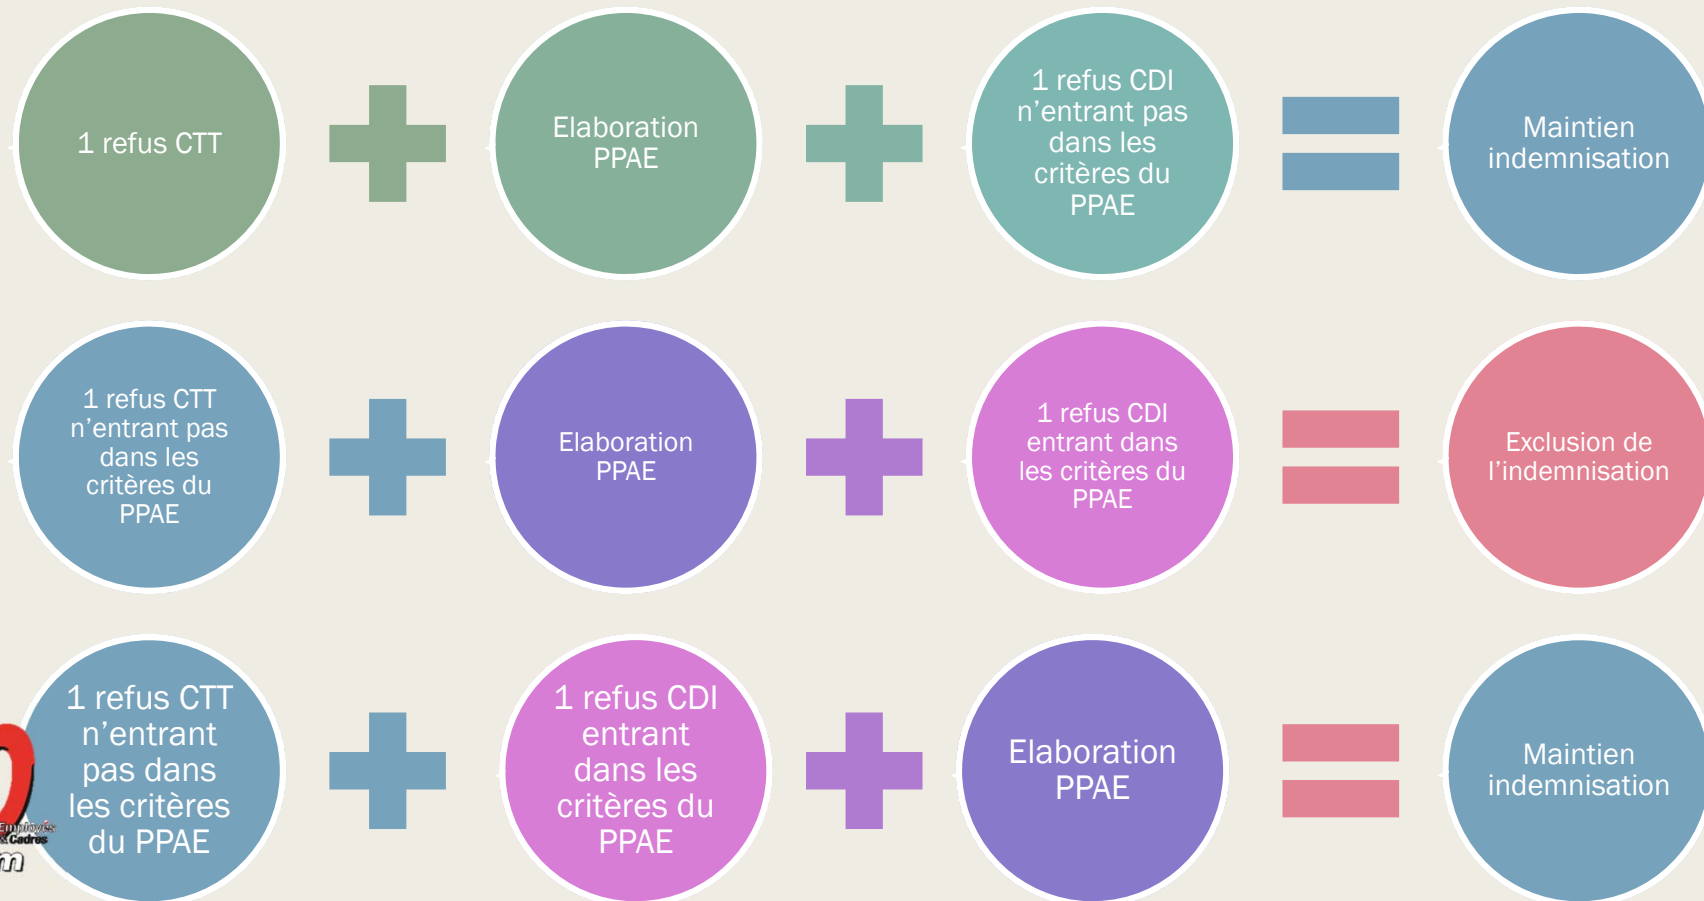 1 refus CTT
Elaboration
PPAE
1 refus CDI
n’entrant pas
dans les
critères du
PPAE
Maintien
indemnisation
1 refus CTT
n’entrant pas
dans les
critères du
PPAE
Elaboration
PPAE
1 refus CDI
entrant dans
les critères du
PPAE
Exclusion de
l’indemnisation
1 refus CTT
n’entrant
pas dans
les critères
du PPAE
1 refus CDI
entrant
dans les
critères du
PPAE
Elaboration
PPAE
Maintien
indemnisation
Employés
& Cadres